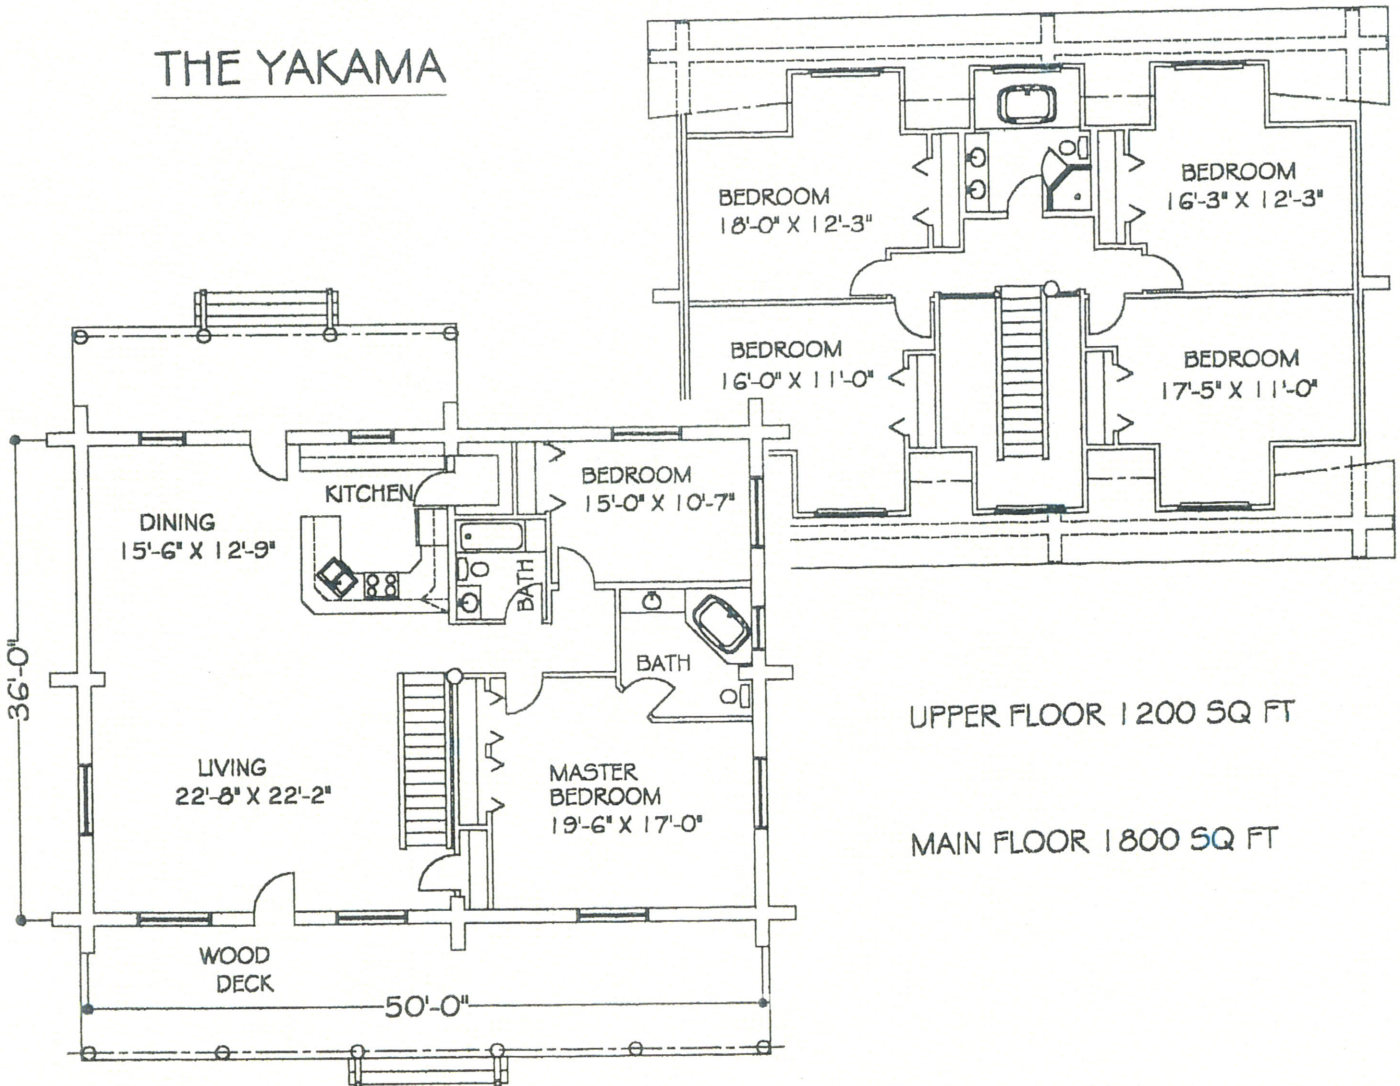 THE YAKAMA
BEDROOM
18'-0" X 12'-3"
BEDROOM
16'-3" X 12'-3"
BEDROOM
16'-0" X 11'-0"
BEDROOM
17'-5" X 11'-0"
KITCHEN
BEDROOM
15'-0" X 10'-7"
DINING
15'-6" X 12'-9"
BATH
BATH
36'-0"
LIVING
22'-8" X 22'-2"
MASTER
BEDROOM
19'-6" X 17'-0"
UPPER FLOOR 1200 SQ FT
MAIN FLOOR 1800 SQ FT
WOOD
DECK
50'-0"